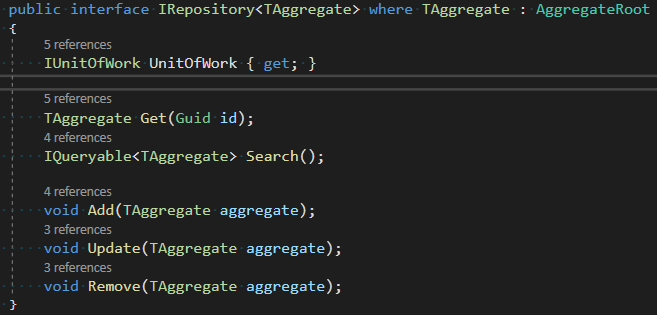 public interface IRepository<TAggregate> where TAggregate : AggregateRoot
{
5 references
IUnitOfWork UnitOfWork { get; }
5 references
TAggregate Get(Guid id);
4 references
IQueryable<TAggregate> Search();
4 references
void Add(TAggregate aggregate);
3 references
void Update(TAggregate aggregate);
3 references
void Remove(TAggregate aggregate);
}